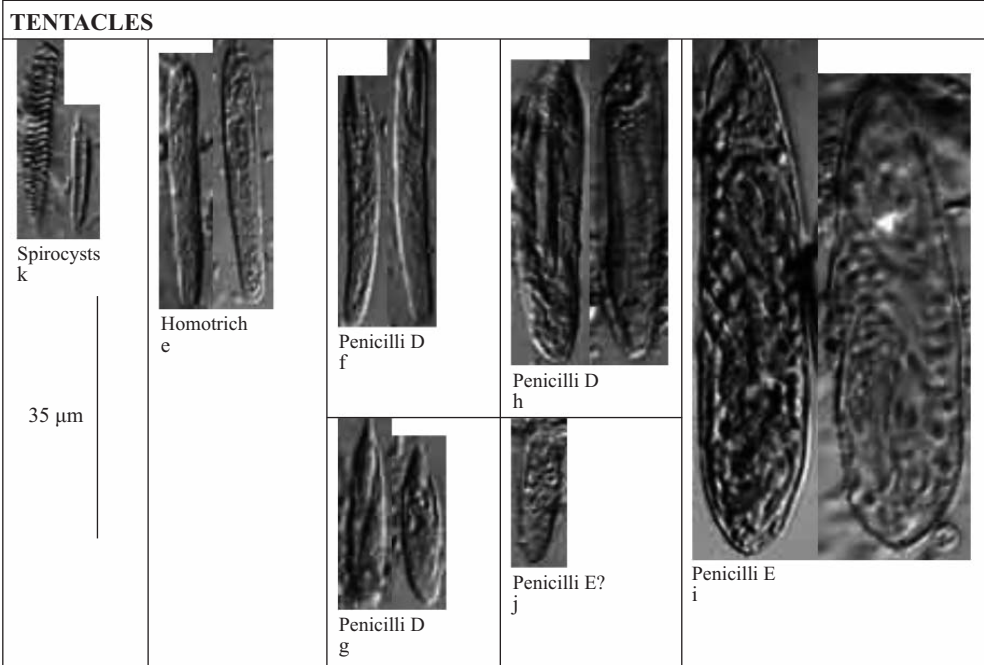 TENTACLES
Spirocysts
k
35 µm
Homotrich
e
Penicilli D
f
Penicilli D
g
Penicilli D
h
Penicilli E?
j
Penicilli E
i